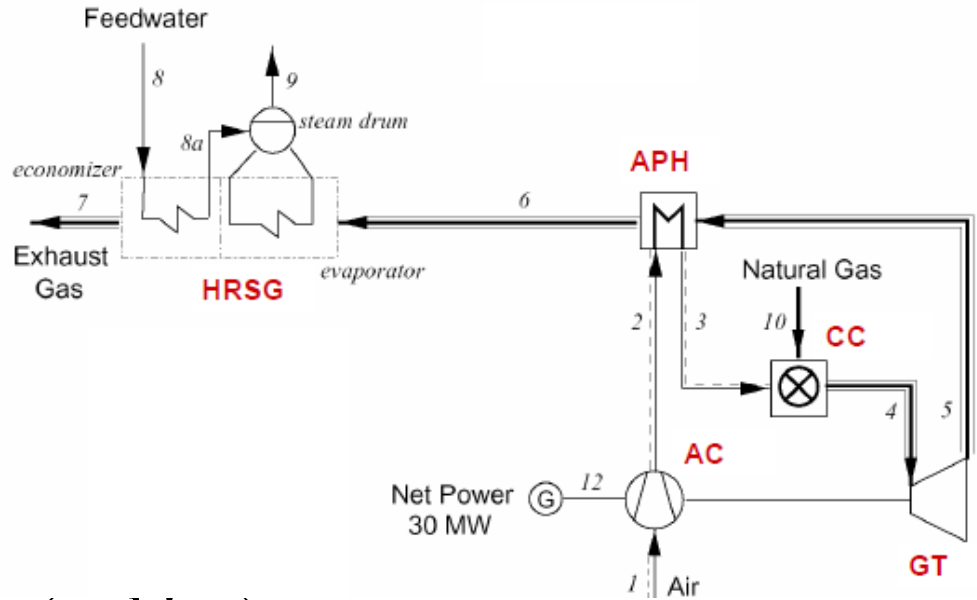 Feedwater
8
9
steam drum
8a
economizer
APH
7
6
Exhaust
Gas
evaporator
HRSG
Natural Gas
2
3
10
CC
4
5
AC
Net Power
30 MW
G
12
GT
1
Air